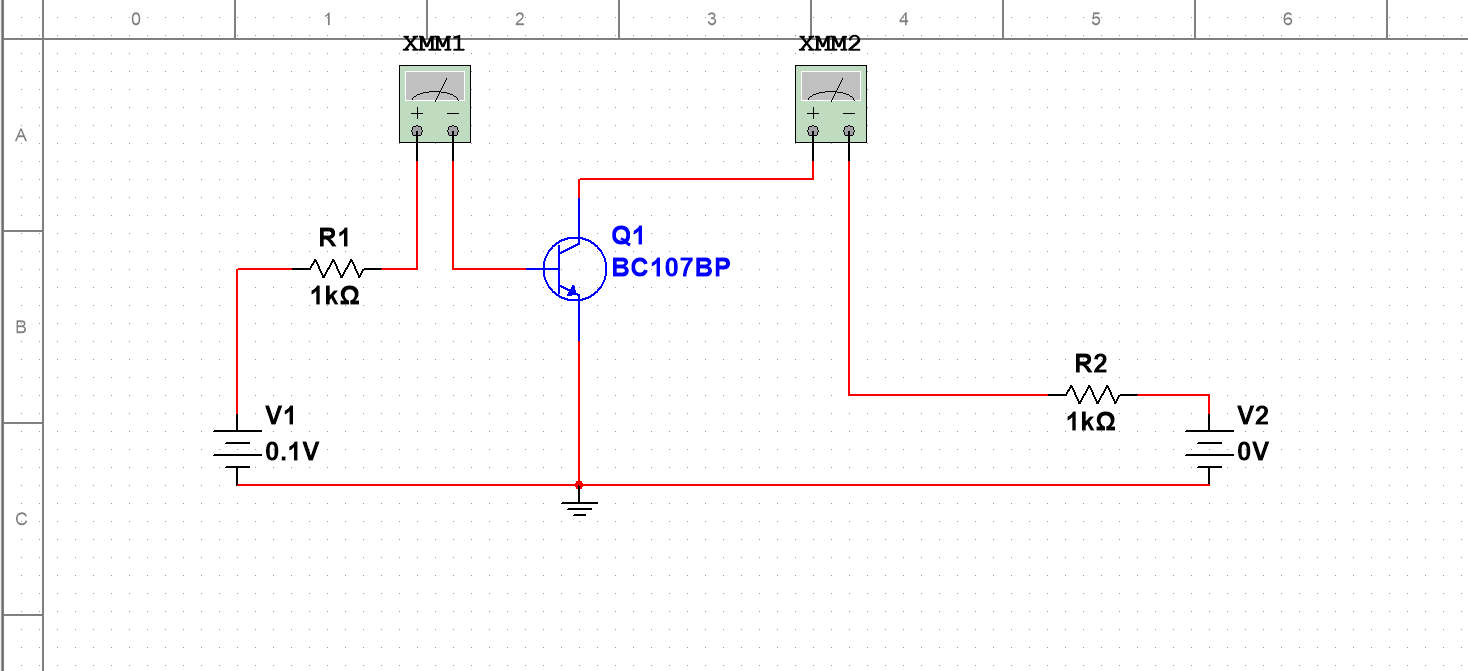 0 1 2 3 4 5 6
XMM1
XMM2
+ −
+ −
A
Q1
R1
BC107BP
1kΩ
B
R2
V1
1kΩ
V2
0.1V
0V
C